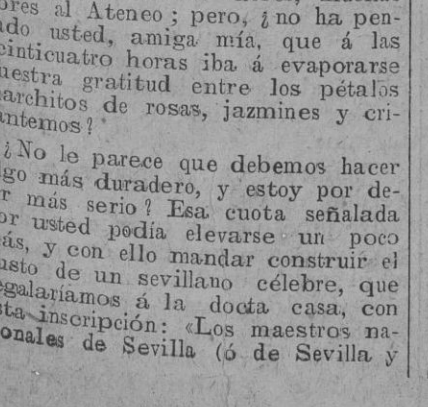 ores al Ateneo; pero, ¿no ha pen-
ado usted, amiga mía, que á las
einticuatro horas iba á evaporarse
uestra gratitud entre los pétalos
architos de rosas, jazmines y cri-
antemos?
¿No le parece que debemos hacer
lgo más duradero, y estoy por de-
r más serio? Esa cuota señalada
or usted podía elevarse un poco
ás, y con ello mandar construir el
usto de un sevillano célebre, que
egalaríamos á la docta casa, con
sta inscripción: «Los maestros na-
onales de Sevilla (ó de Sevilla y